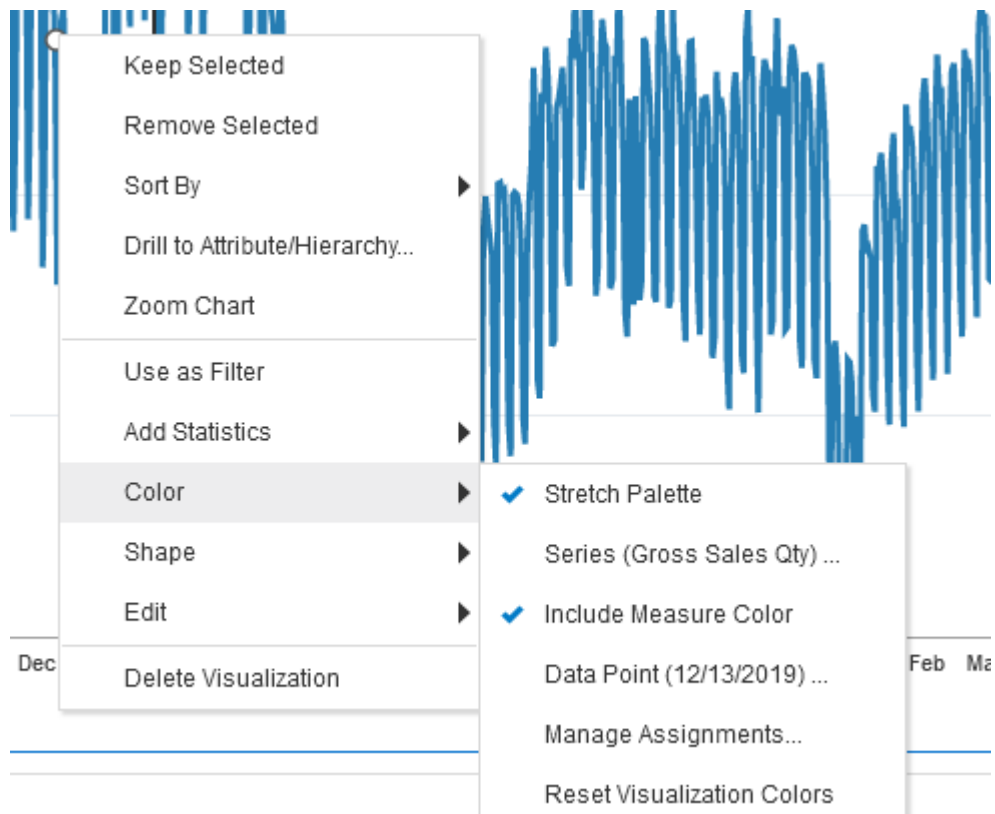 Keep Selected
Remove Selected
Sort By
Drill to Attribute/Hierarchy...
Zoom Chart
Use as Filter
Add Statistics
Color
Stretch Palette
Series (Gross Sales Qty) ...
Shape
Edit
Include Measure Color
Dec
Feb
Ma
Data Point (12/13/2019) ...
Delete Visualization
Manage Assignments...
Reset Visualization Colors